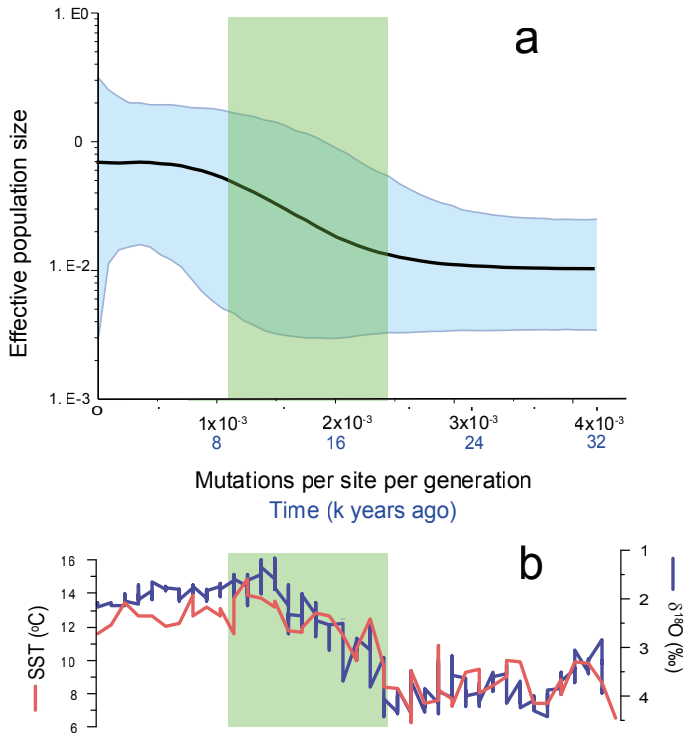 a
1. E0
0
1. E-2
1. E-3
Effective population size
0 1x10-3 2x10-3 3x10-3 4x10-3
8 16 24 32
Mutations per site per generation
Time (k years ago)
b
16
14
12
10
8
6
SST (ºC)
1
2
3
4
δ18O (‰)